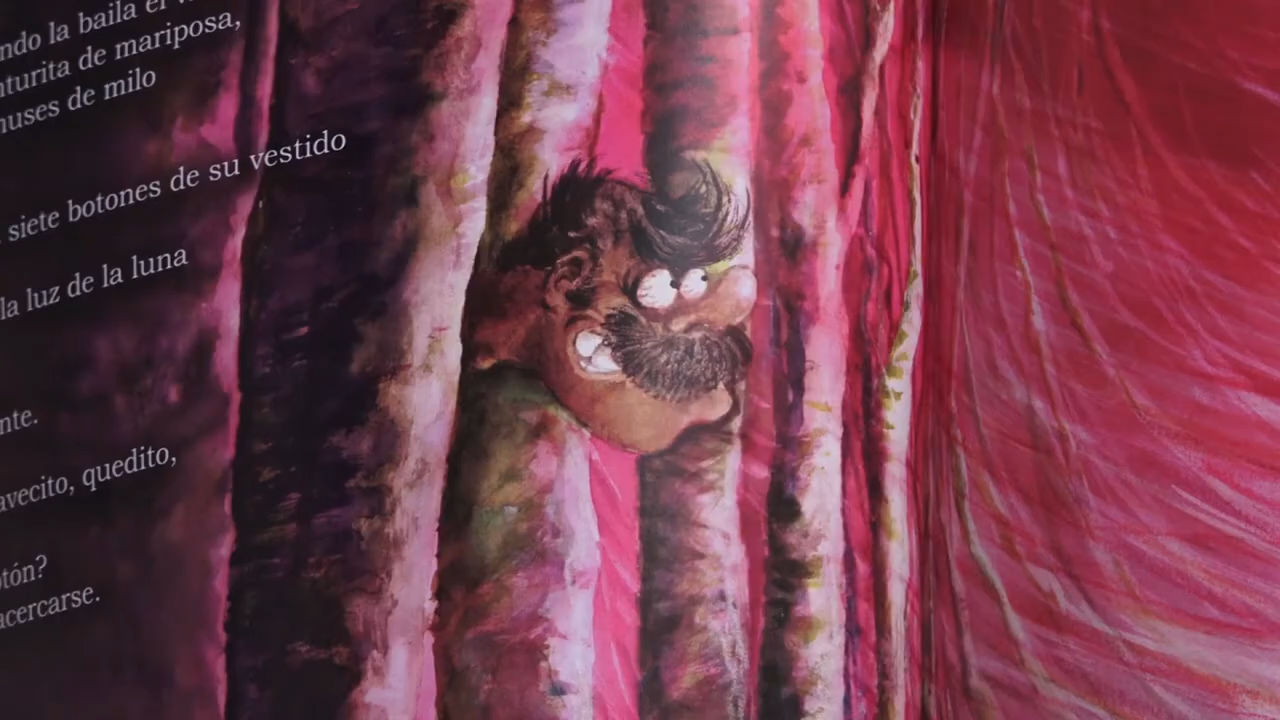 ndo la baila el
nturita de mariposa,
nuses de milo
siete botones de su vestido
la luz de la luna
nte.
avecito, quedito,
otón?
acercarse.